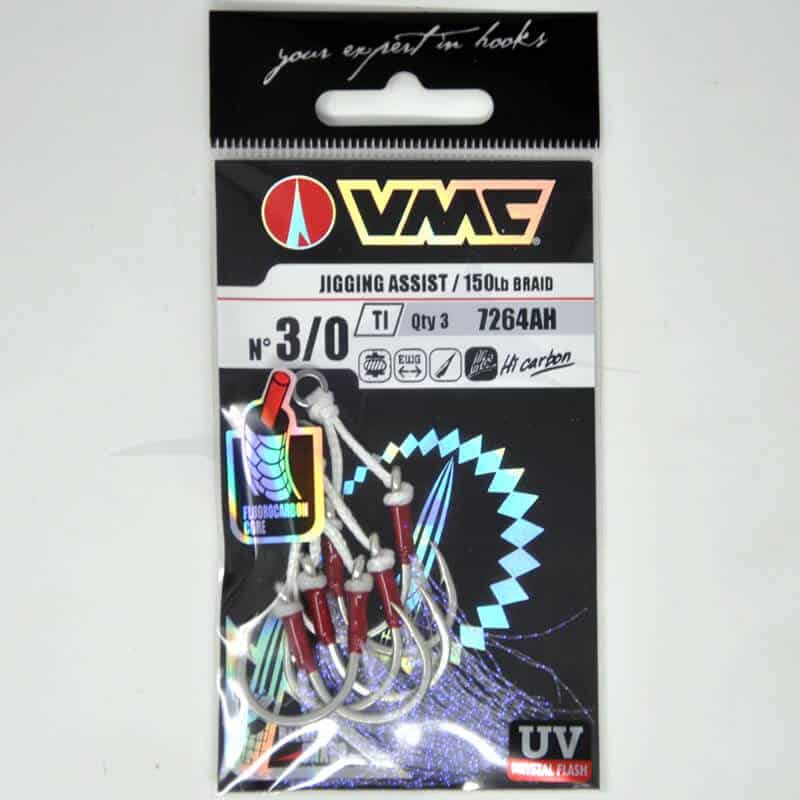 your expert in hooks
VMC®
JIGGING ASSIST / 150Lb BRAID
N° 3/0 TI Qty 3 7264AH
EWG Hi carbon
FLUOROCARBON
CORE
UV
CRYSTAL FLASH